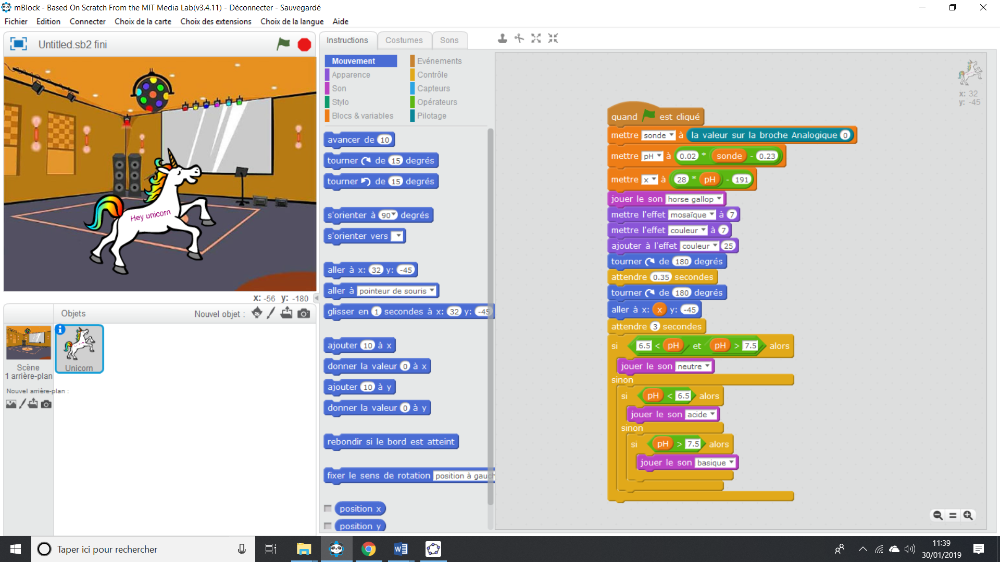 mBlock - Based On Scratch From the MIT Media Lab(v3.4.11) - Déconnecter - Sauvegardé
Fichier Edition Connecter Choix de la carte Choix des extensions Choix de la langue Aide
Untitled.sb2 fini
Hey unicorn
x: -56 y: -180
Objets
Nouvel objet :
Scène
1 arrière-plan
Nouvel arrière-plan :
Unicorn
Instructions Costumes Sons
Mouvement
Apparence
Son
Stylo
Blocs & variables
Evénements
Contrôle
Capteurs
Opérateurs
Pilotage
avancer de 10
tourner de 15 degrés
tourner de 15 degrés
s'orienter à 90 degrés
s'orienter vers
aller à x: 32 y: -45
aller à pointeur de souris
glisser en 1 secondes à x: 32 y: -45
ajouter 10 à x
donner la valeur 0 à x
ajouter 10 à y
donner la valeur 0 à y
rebondir si le bord est atteint
fixer le sens de rotation position à gauch
position x
position y
x: 32
y: -45
quand est cliqué
mettre sonde à la valeur sur la broche Analogique 0
mettre pH à 0.02 * sonde - 0.23
mettre x à 28 * pH - 191
jouer le son horse gallop
mettre l'effet mosaïque à 7
mettre l'effet couleur à 7
ajouter à l'effet couleur 25
tourner de 180 degrés
attendre 0.35 secondes
tourner de 180 degrés
aller à x: x y: -45
attendre 3 secondes
si 6.5 < pH et pH > 7.5 alors
jouer le son neutre
sinon
si pH < 6.5 alors
jouer le son acide
sinon
si pH > 7.5 alors
jouer le son basique
Taper ici pour rechercher
11:39
30/01/2019